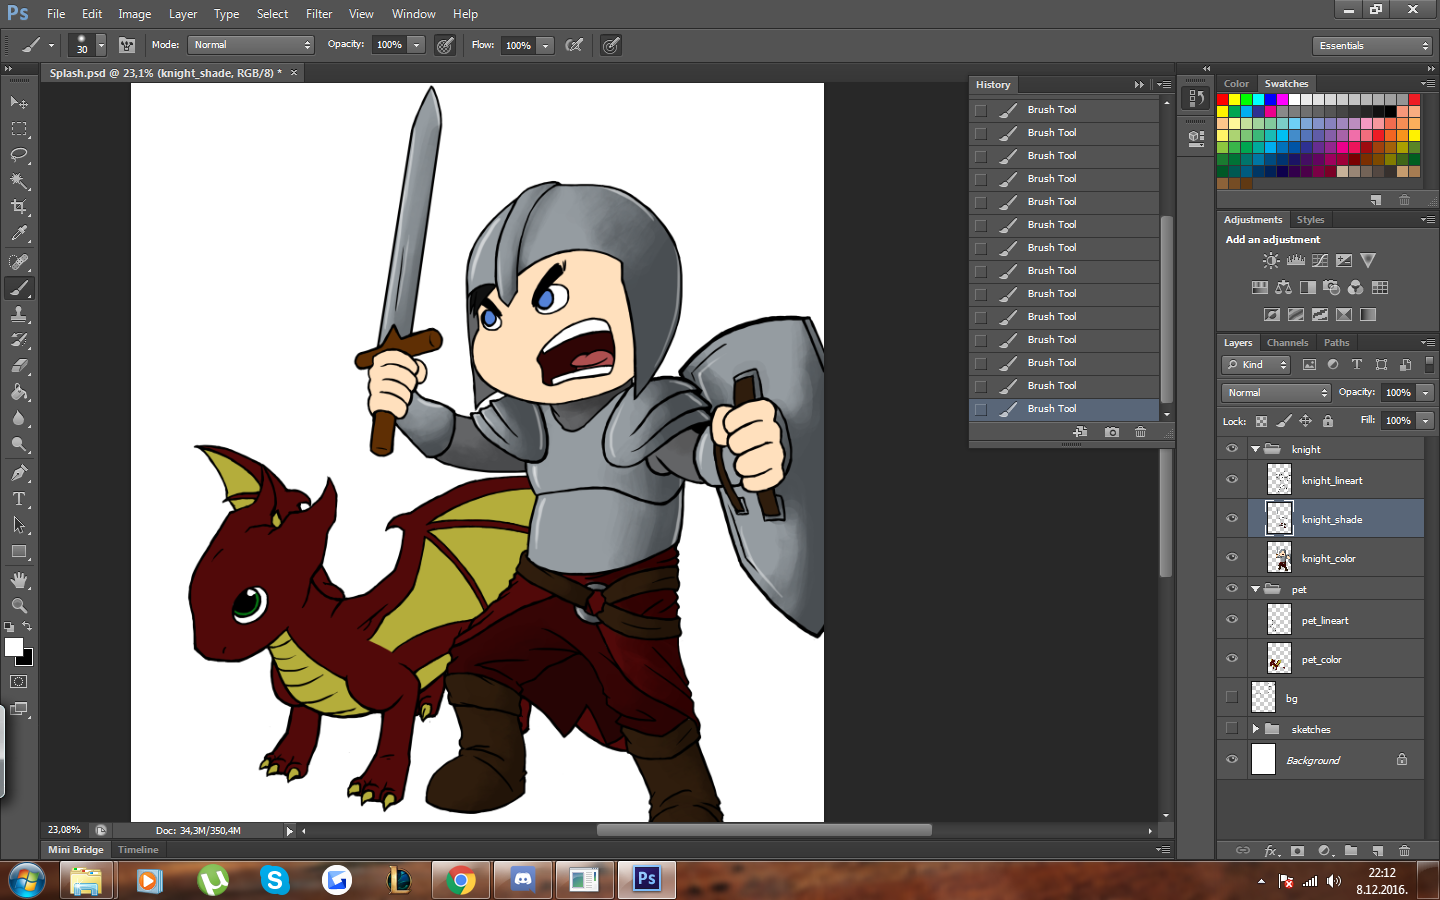 Ps File Edit Image Layer Type Select Filter View Window Help
30 Mode: Normal Opacity: 100% Flow: 100% Essentials
Splash.psd @ 23,1% (knight_shade, RGB/8) * ×
History
Brush Tool
Brush Tool
Brush Tool
Brush Tool
Brush Tool
Brush Tool
Brush Tool
Brush Tool
Brush Tool
Brush Tool
Brush Tool
Brush Tool
Brush Tool
Brush Tool
Color Swatches
Adjustments Styles
Add an adjustment
Layers Channels Paths
Kind
Normal Opacity: 100%
Lock: Fill: 100%
knight
knight_lineart
knight_shade
knight_color
pet
pet_lineart
pet_color
bg
sketches
Background
fx
T
23,08% Doc: 34,3M/350,4M
Mini Bridge Timeline
Ps
22:12
8.12.2016.